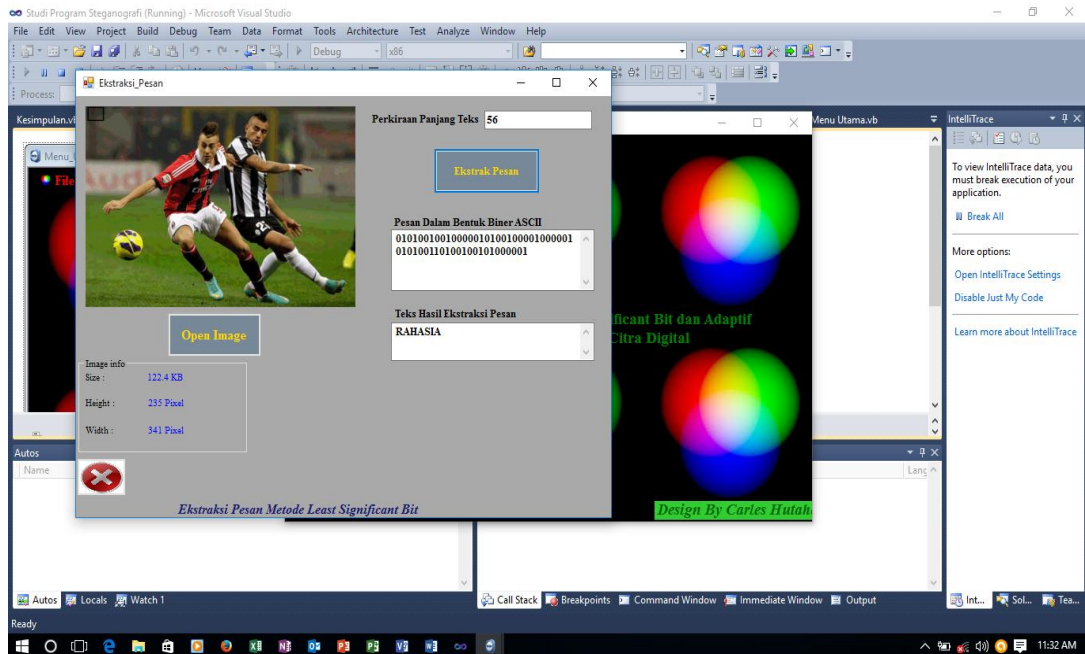 Studi Program Steganografi (Running) - Microsoft Visual Studio
File Edit View Project Build Debug Team Data Format Tools Architecture Test Analyze Window Help
Debug x86
Process:
Ekstraksi_Pesan
Kesimpulan.vb
Menu Utama.vb
IntelliTrace
File
Perkiraan Panjang Teks 56
Ekstrak Pesan
Pesan Dalam Bentuk Biner ASCII
01010010010000010100100001000001
010100110100100101000001
Teks Hasil Ekstraksi Pesan
RAHASIA
Open Image
Image info
Size : 122.4 KB
Height : 235 Pixel
Width : 341 Pixel
Ekstraksi Pesan Metode Least Significant Bit
ficant Bit dan Adaptif
Citra Digital
Design By Carles Hutah
To view IntelliTrace data, you
must break execution of your
application.
Break All
More options:
Open IntelliTrace Settings
Disable Just My Code
Learn more about IntelliTrace
Autos
Name
Lang
Autos Locals Watch 1
Call Stack Breakpoints Command Window Immediate Window Output
Int... Sol... Tea...
Ready
11:32 AM